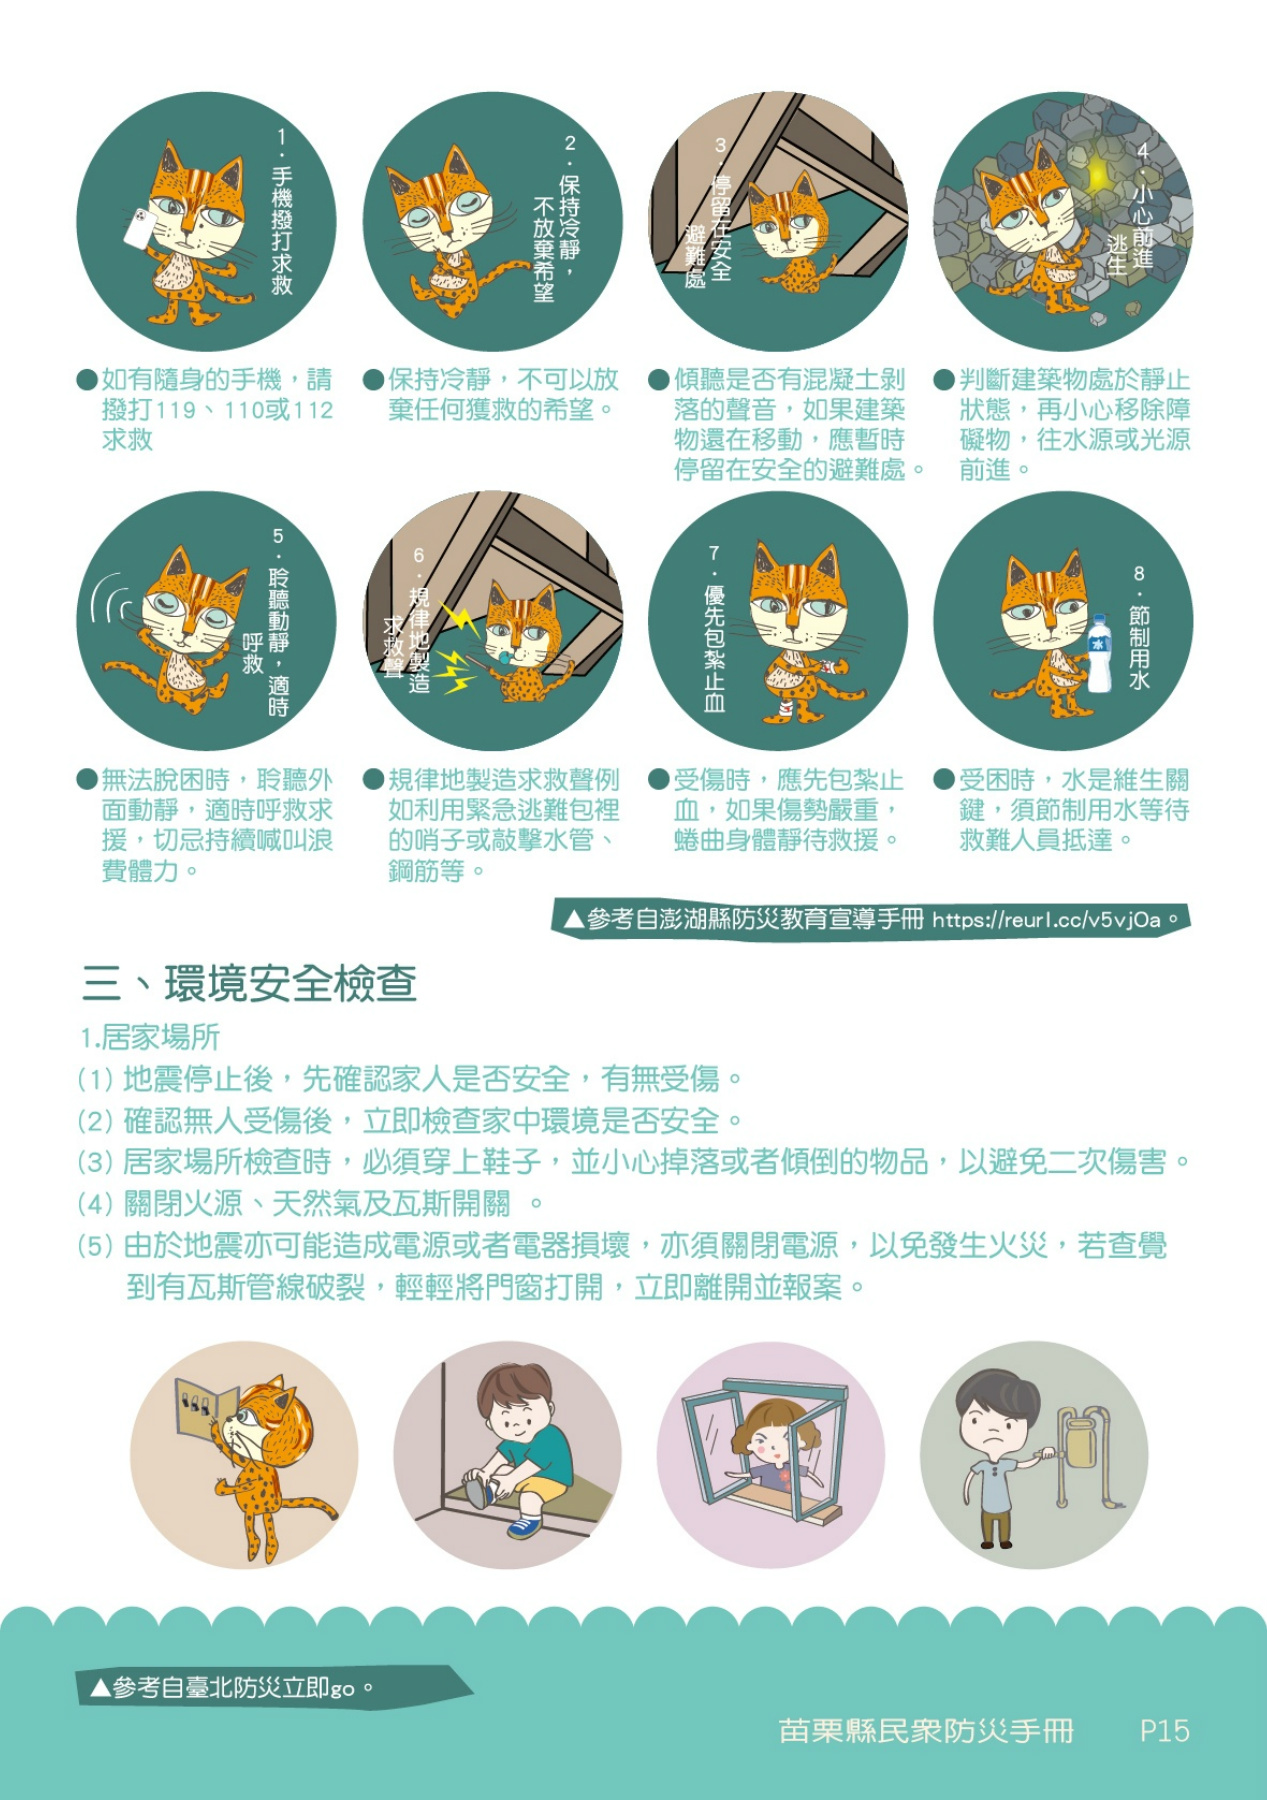 1.手機撥打求救
2.保持冷靜，
不放棄希望
3.停留在安全
避難處
4.小心前進
逃生
●如有隨身的手機，請
撥打119、110或112
求救
●保持冷靜，不可以放
棄任何獲救的希望。
●傾聽是否有混凝土剝
落的聲音，如果建築
物還在移動，應暫時
停留在安全的避難處。
●判斷建築物處於靜止
狀態，再小心移除障
礙物，往水源或光源
前進。
5.聆聽動靜，適時
呼救
6.規律地製造
求救聲
7.優先包紮止血
8.節制用水
水
●無法脫困時，聆聽外
面動靜，適時呼救求
援，切忌持續喊叫浪
費體力。
●規律地製造求救聲例
如利用緊急逃難包裡
的哨子或敲擊水管、
鋼筋等。
●受傷時，應先包紮止
血，如果傷勢嚴重，
蜷曲身體靜待救援。
●受困時，水是維生關
鍵，須節制用水等待
救難人員抵達。
▲參考自澎湖縣防災教育宣導手冊 https://reurl.cc/v5vjOa。
三、環境安全檢查
1.居家場所
(1) 地震停止後，先確認家人是否安全，有無受傷。
(2) 確認無人受傷後，立即檢查家中環境是否安全。
(3) 居家場所檢查時，必須穿上鞋子，並小心掉落或者傾倒的物品，以避免二次傷害。
(4) 關閉火源、天然氣及瓦斯開關 。
(5) 由於地震亦可能造成電源或者電器損壞，亦須關閉電源，以免發生火災，若查覺
到有瓦斯管線破裂，輕輕將門窗打開，立即離開並報案。
▲參考自臺北防災立即go。
苗栗縣民眾防災手冊 P15